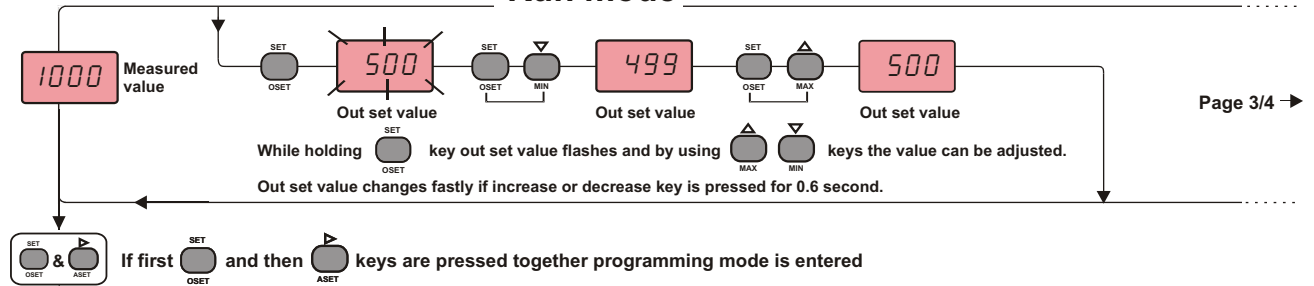 Run Mode
SET
OSET
500
SET
OSET
MIN
499
SET
OSET
MAX
500
1000
Measured
value
Out set value
Out set value
Out set value
Page 3/4
While holding SET OSET key out set value flashes and by using MAX MIN keys the value can be adjusted.
Out set value changes fastly if increase or decrease key is pressed for 0.6 second.
SET OSET & ASET If first SET OSET and then ASET keys are pressed together programming mode is entered